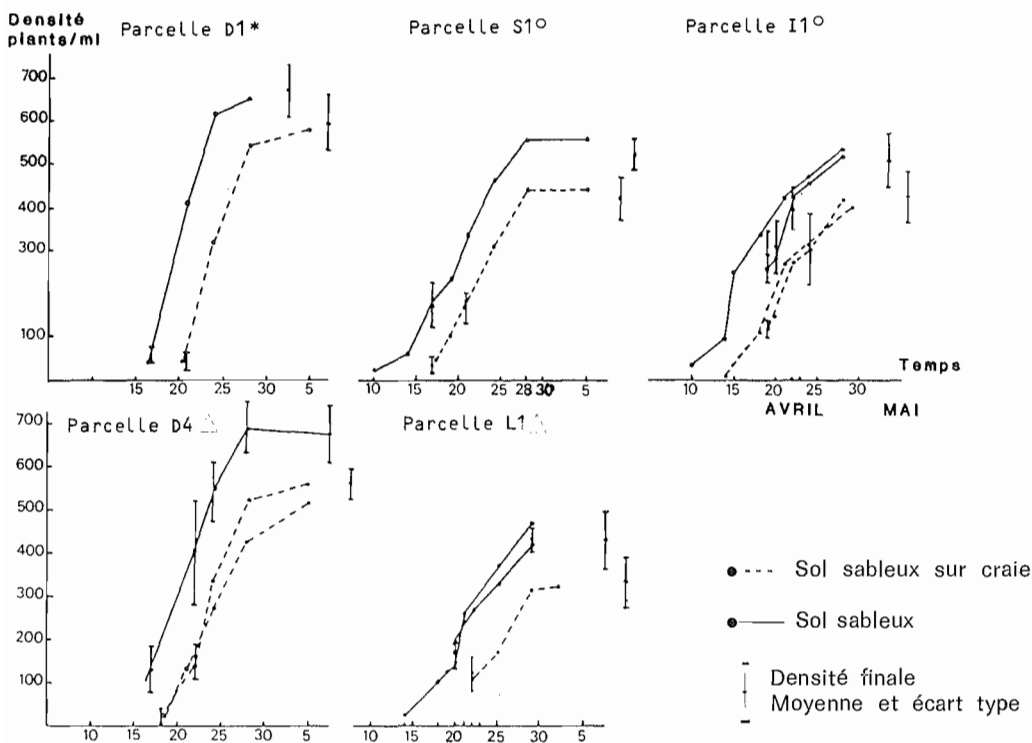 Densité
plants/ml
Parcelle D1*
Parcelle S1○
Parcelle I1○
700
600
500
400
300
100
15 20 25 30 5
10 15 20 25 28 30 5
10 15 20 25 30
Temps
AVRIL MAI
Parcelle D4 △
Parcelle L1 △
700
600
500
400
300
200
100
10 15 20 25 30 5
10 15 20 25 30 5
Sol sableux sur craie
Sol sableux
Densité finale
Moyenne et écart type